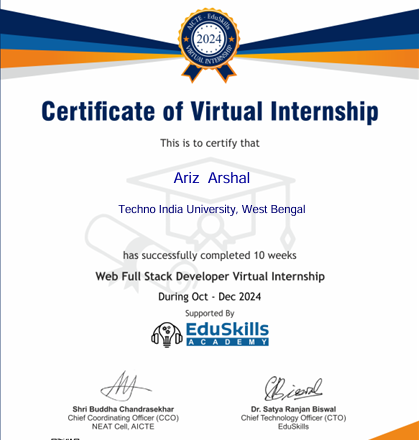 AICTE - EduSkills
2024
VIRTUAL INTERNSHIP
Certificate of Virtual Internship
This is to certify that
Ariz Arshal
Techno India University, West Bengal
has successfully completed 10 weeks
Web Full Stack Developer Virtual Internship
During Oct - Dec 2024
Supported By
EduSkills
ACADEMY
Shri Buddha Chandrasekhar
Chief Coordinating Officer (CCO)
NEAT Cell, AICTE
Dr. Satya Ranjan Biswal
Chief Technology Officer (CTO)
EduSkills